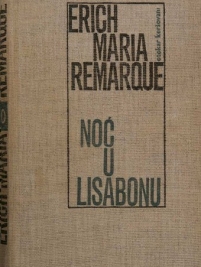 ERICH
MARIA
REMARQUE
NOĆ
U
LISABONU
ERICH MARIA
REMARQUE